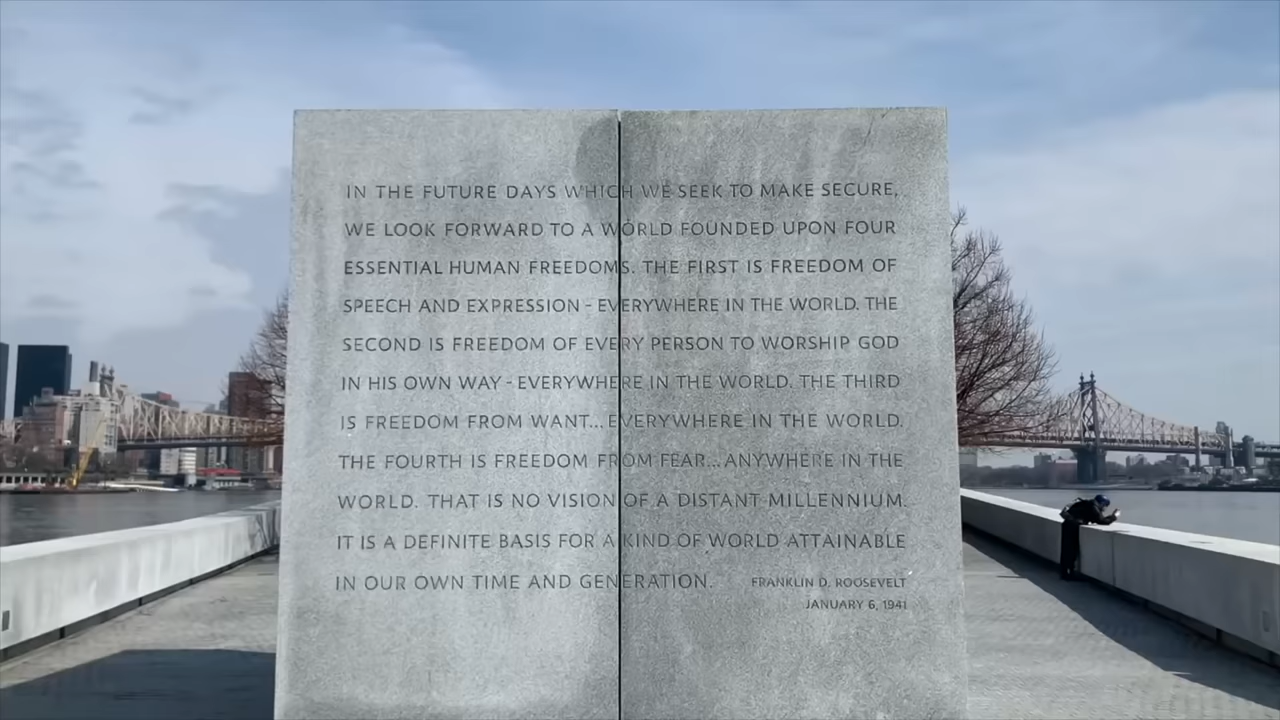 IN THE FUTURE DAYS WHICH WE SEEK TO MAKE SECURE,
WE LOOK FORWARD TO A WORLD FOUNDED UPON FOUR
ESSENTIAL HUMAN FREEDOMS. THE FIRST IS FREEDOM OF
SPEECH AND EXPRESSION - EVERYWHERE IN THE WORLD. THE
SECOND IS FREEDOM OF EVERY PERSON TO WORSHIP GOD
IN HIS OWN WAY - EVERYWHERE IN THE WORLD. THE THIRD
IS FREEDOM FROM WANT... EVERYWHERE IN THE WORLD.
THE FOURTH IS FREEDOM FROM FEAR... ANYWHERE IN THE
WORLD. THAT IS NO VISION OF A DISTANT MILLENNIUM.
IT IS A DEFINITE BASIS FOR A KIND OF WORLD ATTAINABLE
IN OUR OWN TIME AND GENERATION. FRANKLIN D. ROOSEVELT
JANUARY 6, 1941